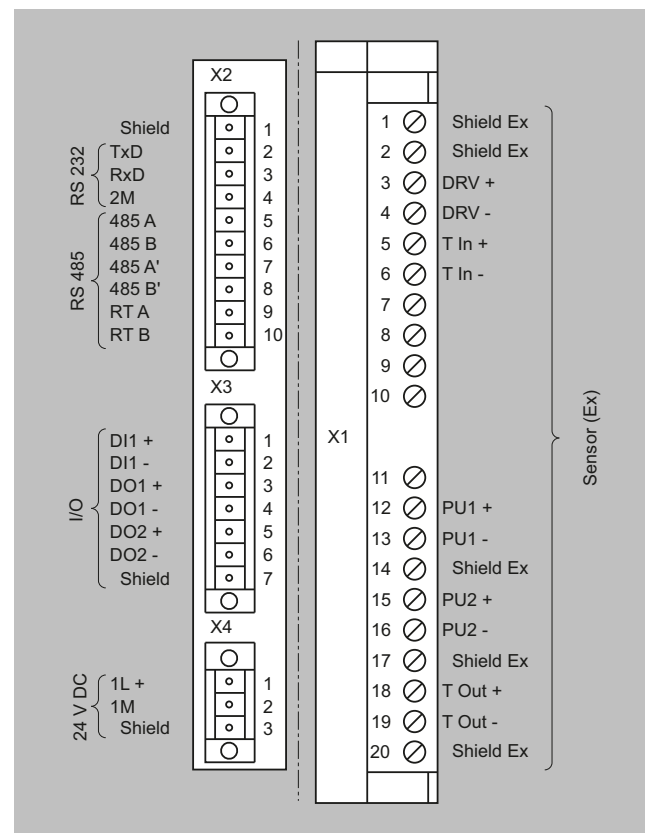 X2
Shield 1
RS 232
TxD 2
RxD 3
2M 4
RS 485
485 A 5
485 B 6
485 A' 7
485 B' 8
RT A 9
RT B 10
X3
I/O
DI1 + 1
DI1 - 2
DO1 + 3
DO1 - 4
DO2 + 5
DO2 - 6
Shield 7
X4
24 V DC
1L + 1
1M 2
Shield 3
X1
1 Shield Ex
2 Shield Ex
3 DRV +
4 DRV -
5 T In +
6 T In -
7
8
9
10
11
12 PU1 +
13 PU1 -
14 Shield Ex
15 PU2 +
16 PU2 -
17 Shield Ex
18 T Out +
19 T Out -
20 Shield Ex
Sensor (Ex)